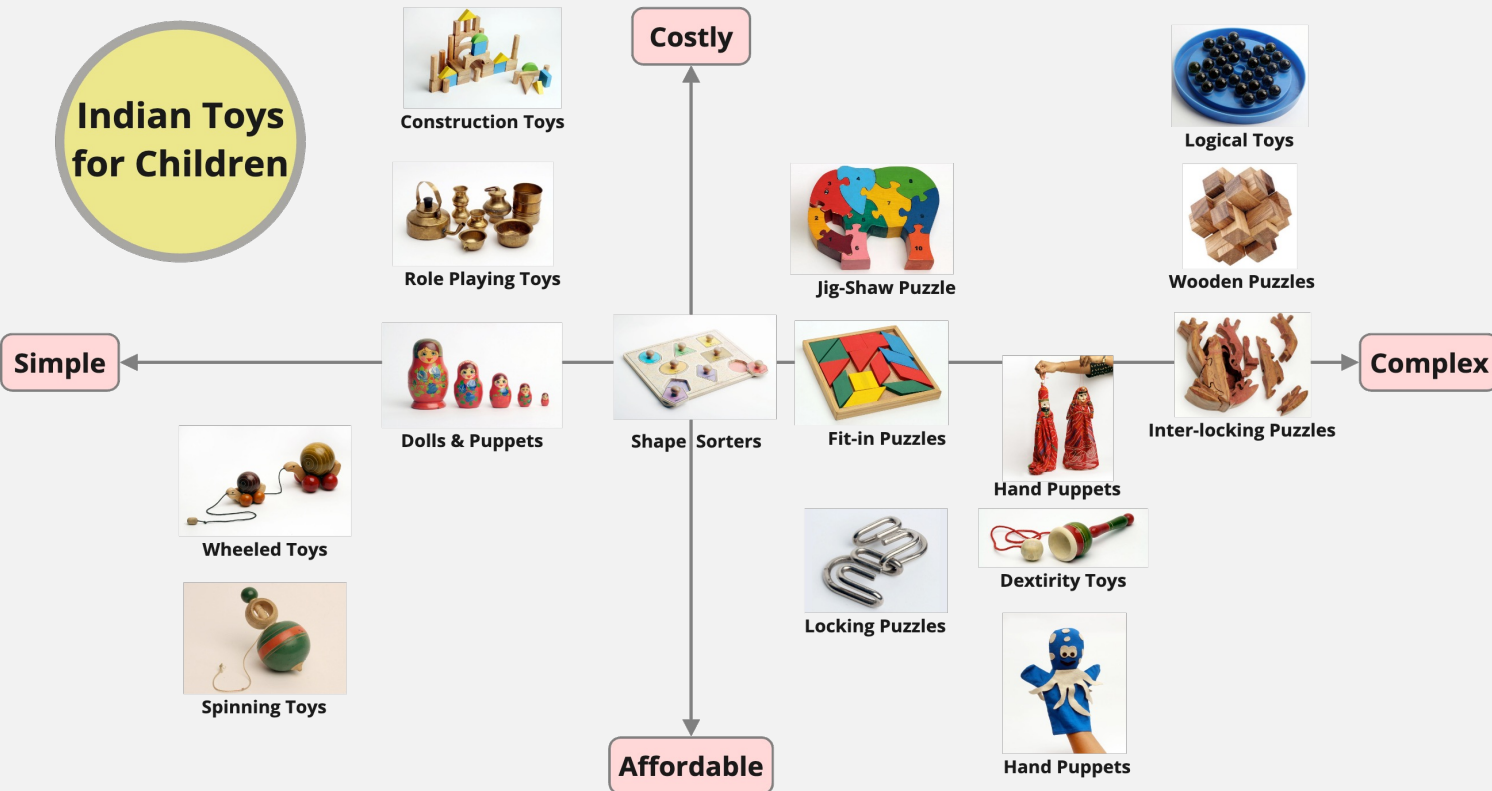 Indian Toys
for Children
Costly
Construction Toys
Logical Toys
Role Playing Toys
Jig-Shaw Puzzle
Wooden Puzzles
Simple
Complex
Dolls & Puppets
Shape Sorters
Fit-in Puzzles
Inter-locking Puzzles
Hand Puppets
Wheeled Toys
Dextirity Toys
Locking Puzzles
Spinning Toys
Affordable
Hand Puppets